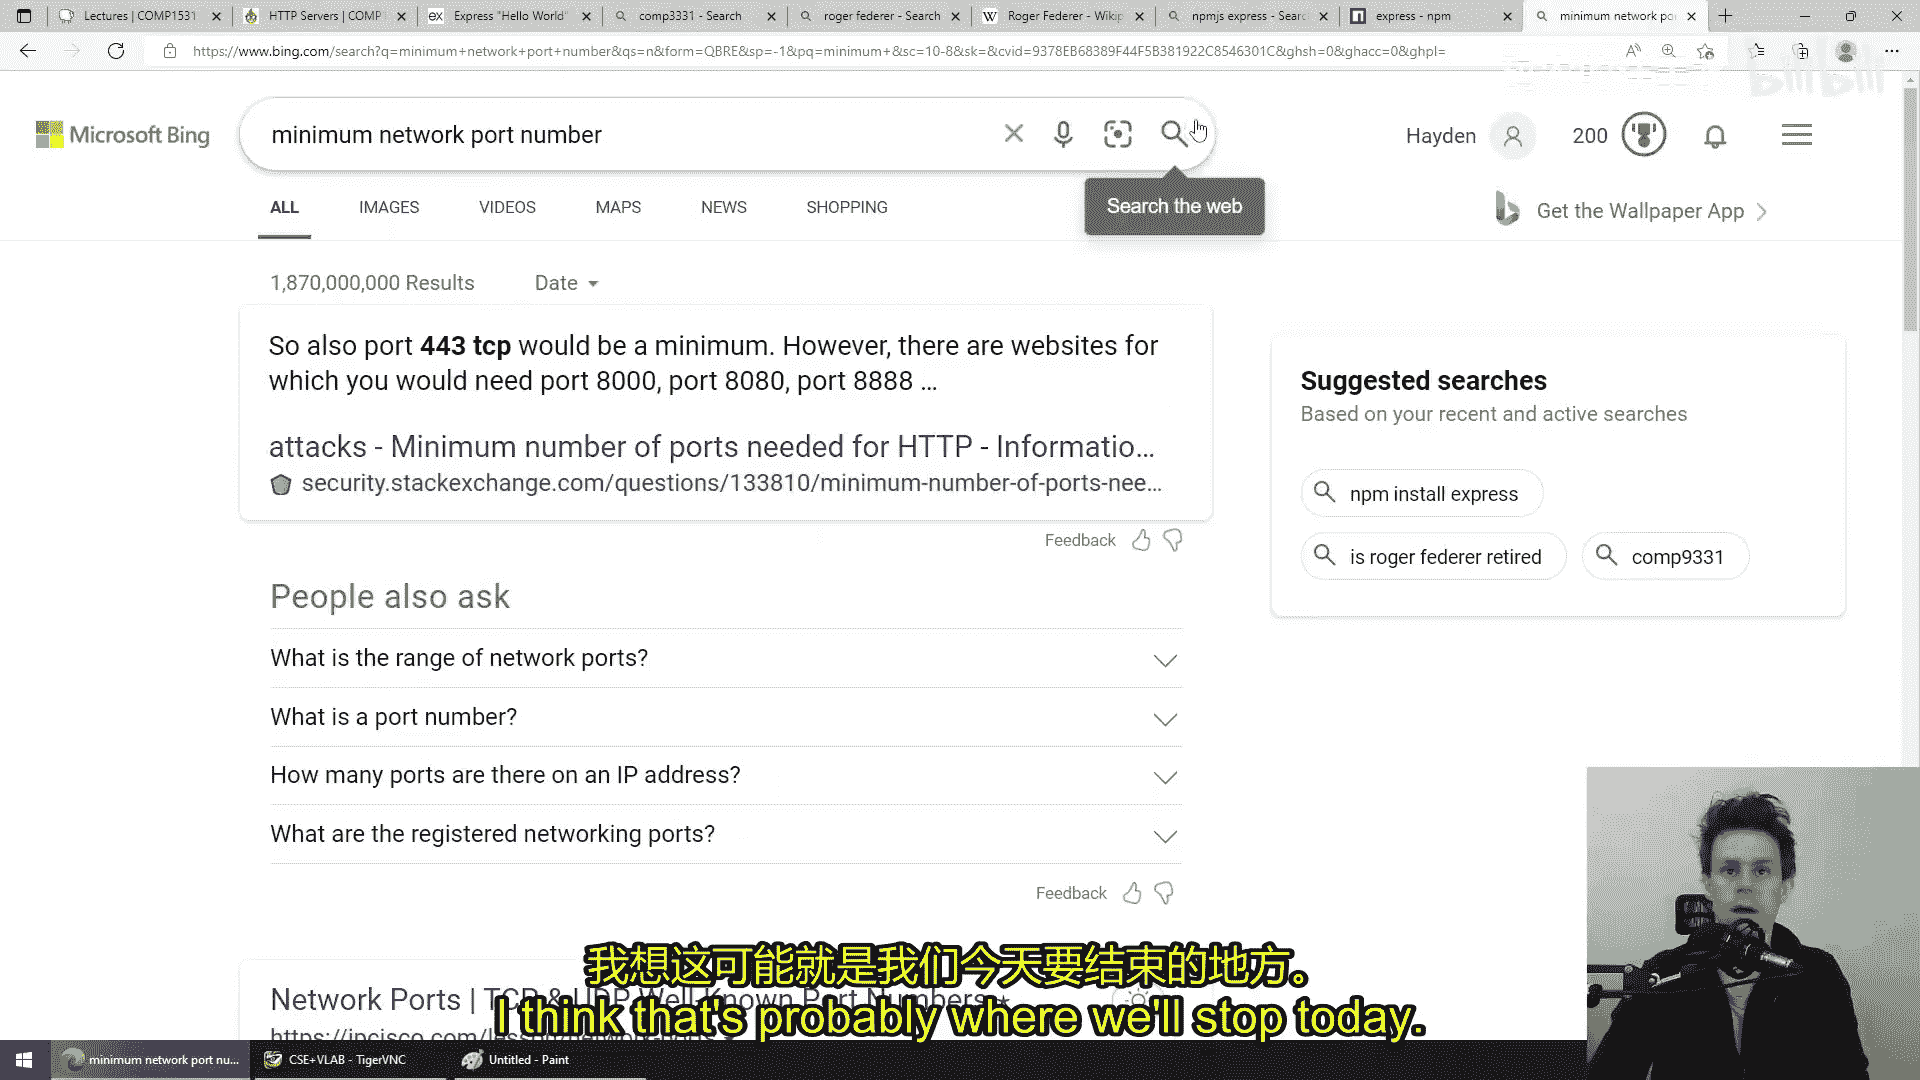 Lectures | COMP1531
HTTP Servers | COMP
Express "Hello World"
comp3331 - Search
roger federer - Search
Roger Federer - Wikip
npmjs express - Searc
express - npm
minimum network po
https://www.bing.com/search?q=minimum+network+port+number&qs=n&form=QBRE&sp=-1&pq=minimum+&sc=10-8&sk=&cvid=9378EB68389F44F5B381922C8546301C&ghsh=0&ghacc=0&ghpl=
Microsoft Bing
minimum network port number
Hayden
200
Search the web
ALL
IMAGES
VIDEOS
MAPS
NEWS
SHOPPING
Get the Wallpaper App
1,870,000,000 Results
Date
So also port 443 tcp would be a minimum. However, there are websites for
which you would need port 8000, port 8080, port 8888 ...
attacks - Minimum number of ports needed for HTTP - Informatio...
security.stackexchange.com/questions/133810/minimum-number-of-ports-nee...
Feedback
Suggested searches
Based on your recent and active searches
npm install express
is roger federer retired
comp9331
People also ask
What is the range of network ports?
What is a port number?
How many ports are there on an IP address?
What are the registered networking ports?
Feedback
Network Ports | TCP & UDP Well-Known Port Numbers
我想这可能就是我们今天要结束的地方。
I think that's probably where we'll stop today.
minimum network port nu...
CSE+VLAB - TigerVNC
Untitled - Paint